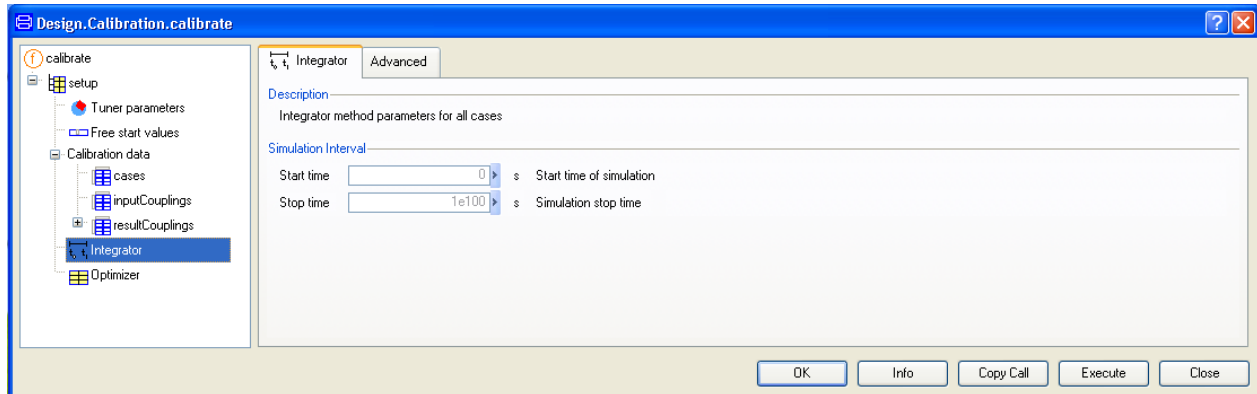 Design.Calibration.calibrate
calibrate
setup
Tuner parameters
Free start values
Calibration data
cases
inputCouplings
resultCouplings
Integrator
Optimizer
Integrator Advanced
Description
Integrator method parameters for all cases
Simulation Interval
Start time 0 s Start time of simulation
Stop time 1e100 s Simulation stop time
OK Info Copy Call Execute Close